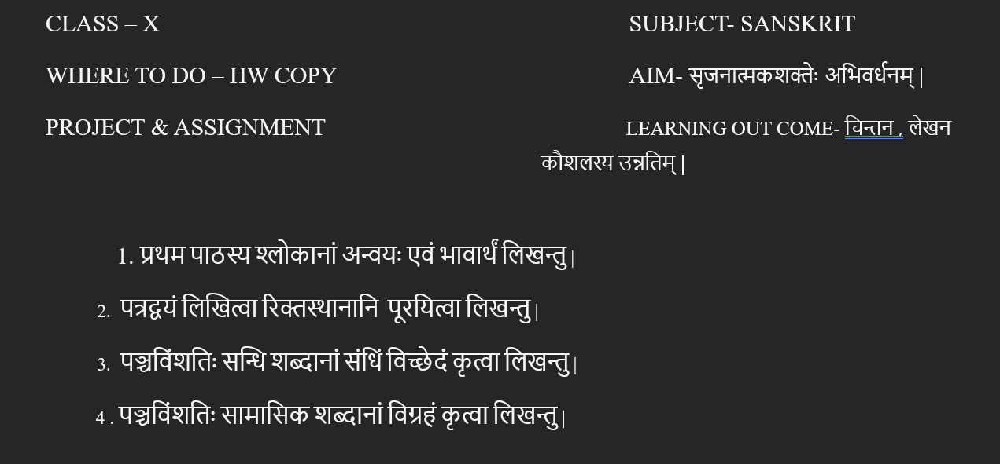 CLASS – X SUBJECT- SANSKRIT
WHERE TO DO – HW COPY AIM- सृजनात्मकशक्तेः अभिवर्धनम् |
PROJECT & ASSIGNMENT LEARNING OUT COME- चिन्तन , लेखन
कौशलस्य उन्नतिम् |
1. प्रथम पाठस्य श्लोकानां अन्वयः एवं भावार्थं लिखन्तु |
2. पत्रद्वयं लिखित्वा रिक्तस्थानानि पूरयित्वा लिखन्तु |
3. पञ्चविंशतिः सन्धि शब्दानां संधिं विच्छेदं कृत्वा लिखन्तु |
4 . पञ्चविंशतिः सामासिक शब्दानां विग्रहं कृत्वा लिखन्तु |